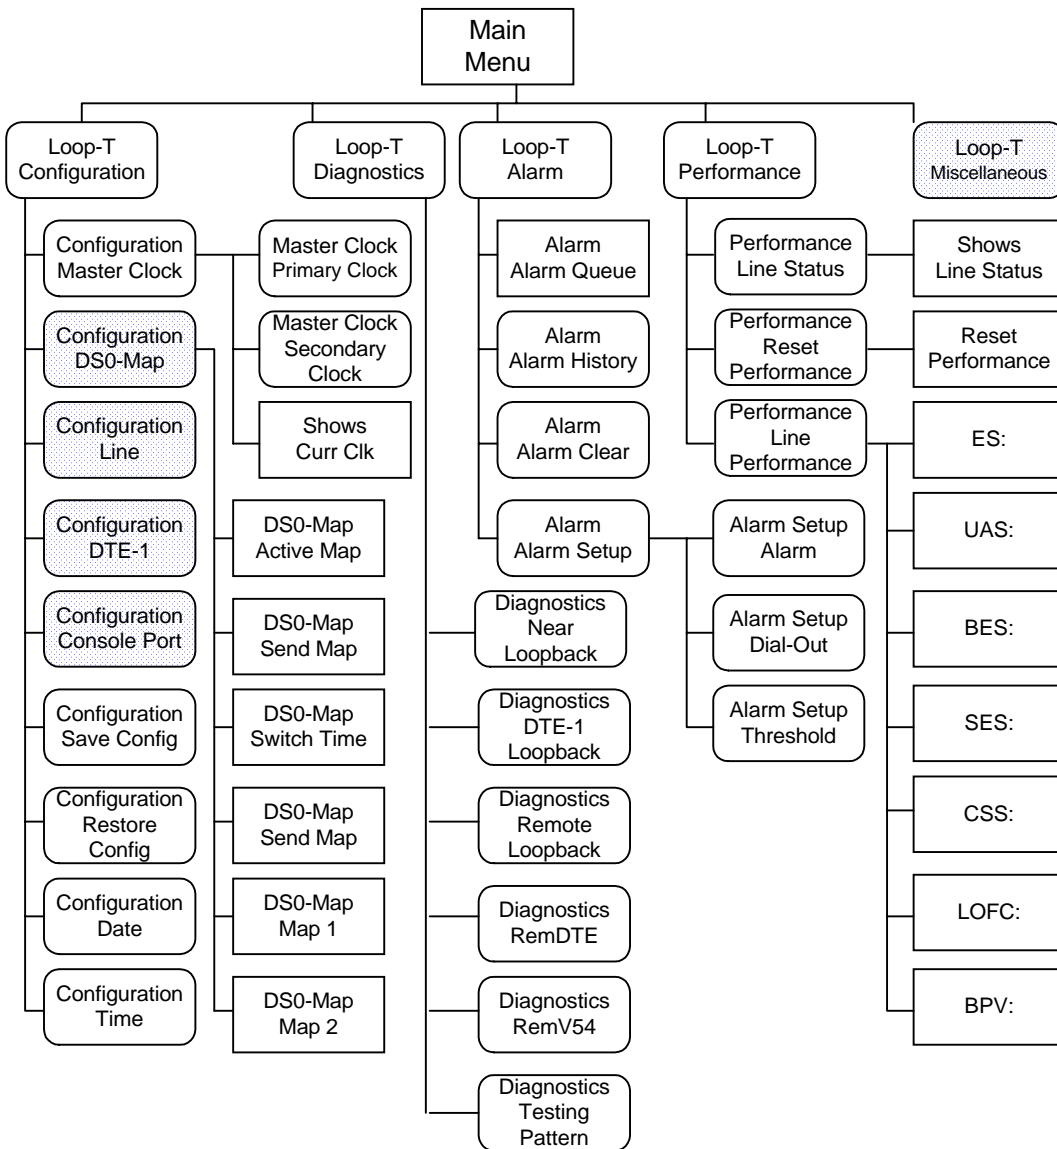 Main
Menu
Loop-T
Configuration
Loop-T
Diagnostics
Loop-T
Alarm
Loop-T
Performance
Loop-T
Miscellaneous
Configuration
Master Clock
Master Clock
Primary Clock
Alarm
Alarm Queue
Performance
Line Status
Shows
Line Status
Configuration
DS0-Map
Master Clock
Secondary
Clock
Alarm
Alarm History
Performance
Reset
Performance
Reset
Performance
Configuration
Line
Shows
Curr Clk
Alarm
Alarm Clear
Performance
Line
Performance
ES:
Configuration
DTE-1
DS0-Map
Active Map
Alarm
Alarm Setup
Alarm Setup
Alarm
UAS:
Configuration
Console Port
DS0-Map
Send Map
Diagnostics
Near
Loopback
Alarm Setup
Dial-Out
BES:
Configuration
Save Config
DS0-Map
Switch Time
Diagnostics
DTE-1
Loopback
Alarm Setup
Threshold
SES:
Configuration
Restore
Config
DS0-Map
Send Map
Diagnostics
Remote
Loopback
CSS:
Configuration
Date
DS0-Map
Map 1
Diagnostics
RemDTE
LOFC:
Configuration
Time
DS0-Map
Map 2
Diagnostics
RemV54
BPV:
Diagnostics
Testing
Pattern